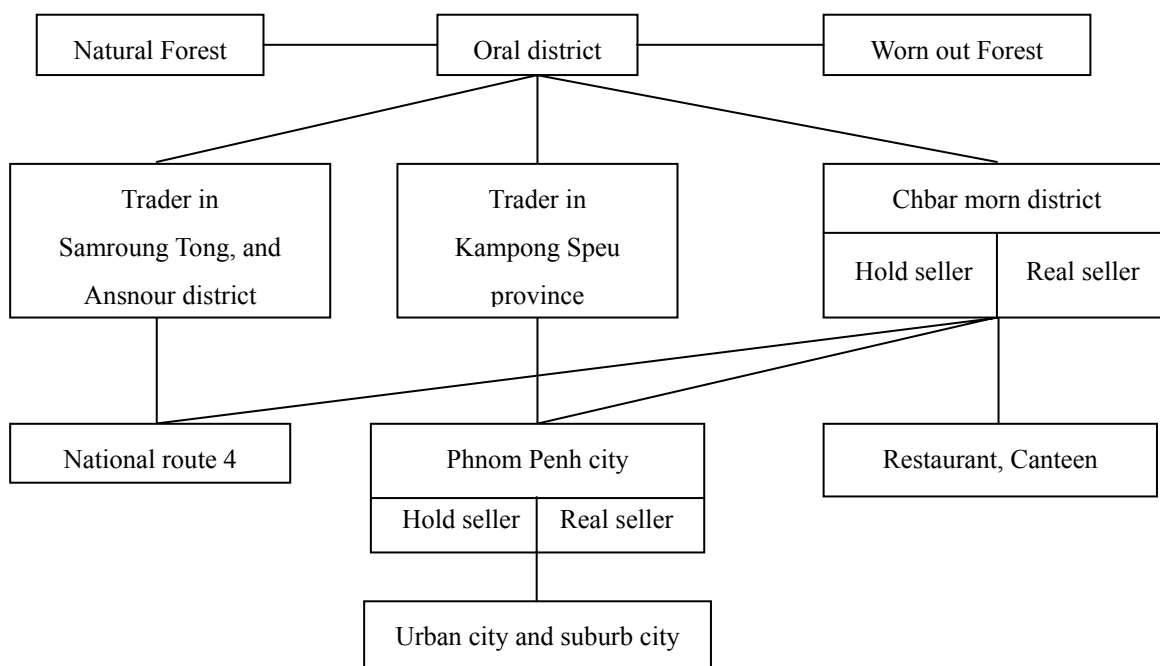 Natural Forest
Oral district
Worn out Forest
Trader in
Samroung Tong, and
Ansnour district
Trader in
Kampong Speu
province
Chbar morn district
Hold seller
Real seller
National route 4
Phnom Penh city
Hold seller
Real seller
Restaurant, Canteen
Urban city and suburb city